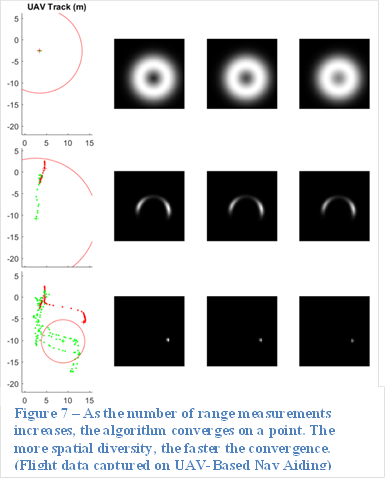 UAV Track (m)
5
0
-5
-10
-15
-20
0 5 10 15
5
0
-5
-10
-15
-20
0 5 10 15
5
0
-5
-10
-15
-20
0 5 10 15
Figure 7 – As the number of range measurements
increases, the algorithm converges on a point. The
more spatial diversity, the faster the convergence.
(Flight data captured on UAV-Based Nav Aiding)